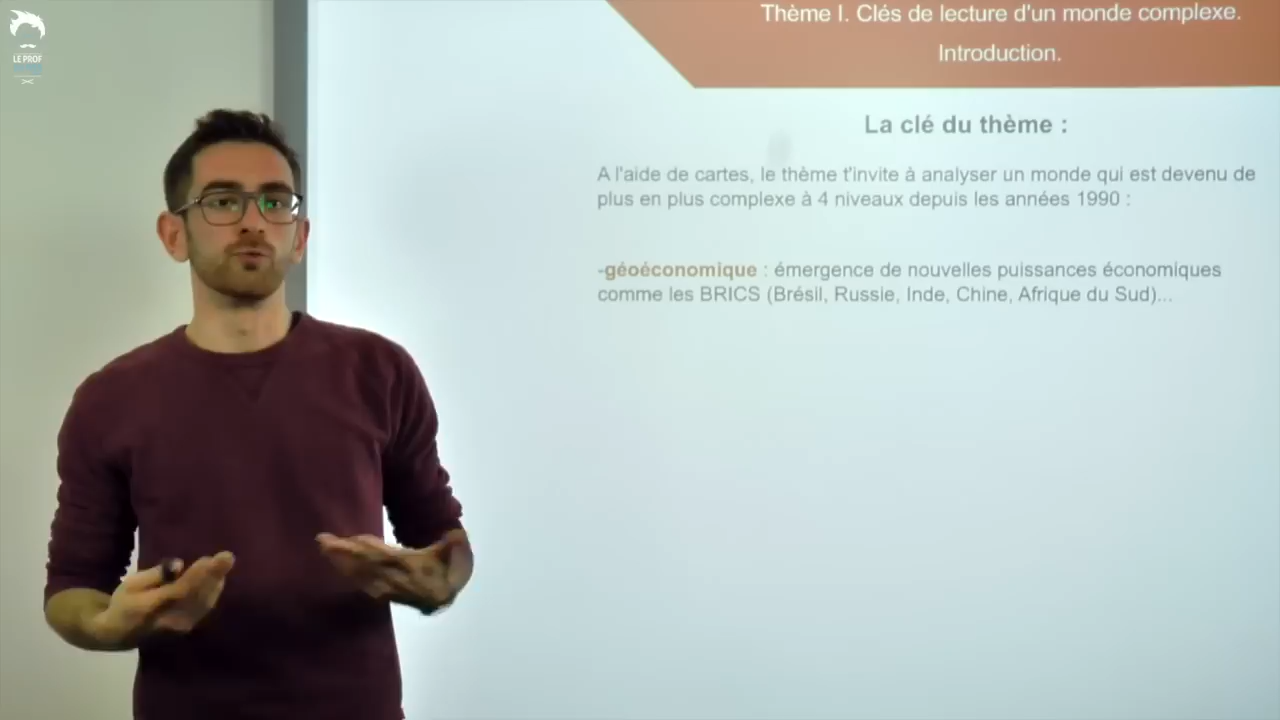 LE PROF
Thème I. Clés de lecture d'un monde complexe.
Introduction.
La clé du thème :
A l'aide de cartes, le thème t'invite à analyser un monde qui est devenu de
plus en plus complexe à 4 niveaux depuis les années 1990 :
-géoéconomique : émergence de nouvelles puissances économiques
comme les BRICS (Brésil, Russie, Inde, Chine, Afrique du Sud)...